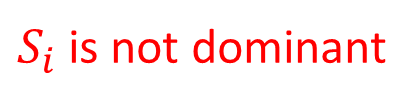 𝑆ᵢ is not dominant